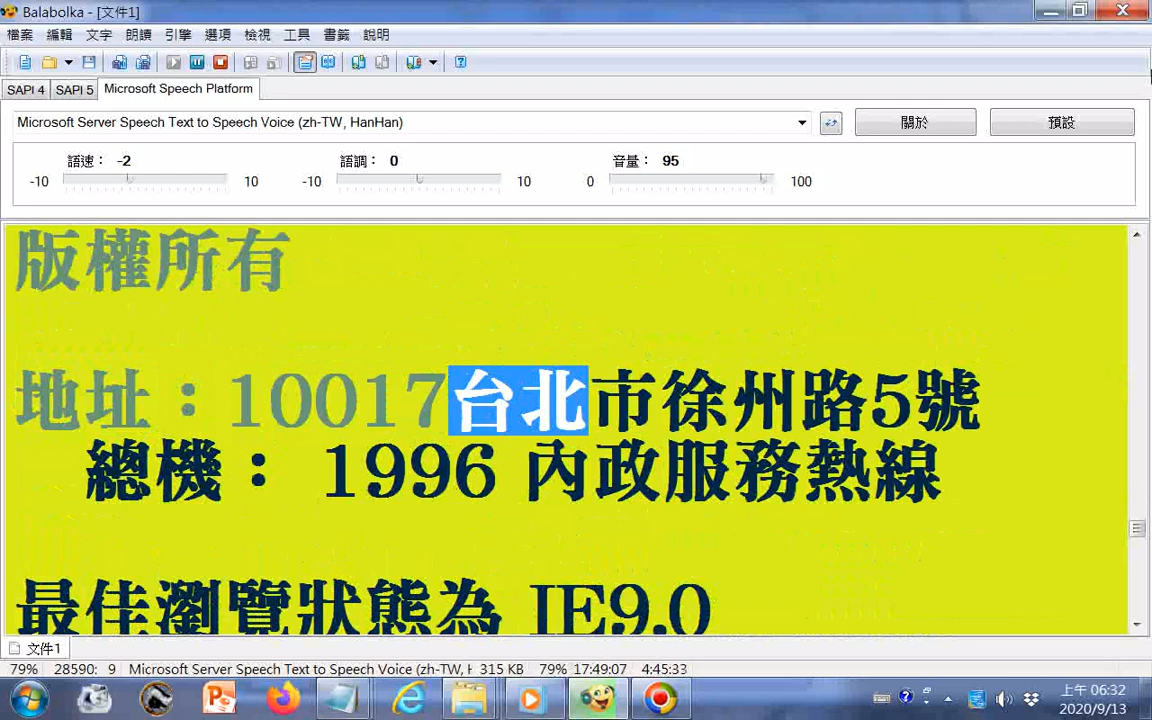 Balabolka - [文件1]
檔案 編輯 文字 朗讀 引擎 選項 檢視 工具 書籤 說明
SAPI 4 SAPI 5 Microsoft Speech Platform
Microsoft Server Speech Text to Speech Voice (zh-TW, HanHan) 關於 預設
語速： -2 語調： 0 音量： 95
-10 10 -10 10 0 100
版權所有
地址：10017台北市徐州路5號
總機： 1996 內政服務熱線
最佳瀏覽狀態為 IE9.0
文件1
79% 28590: 9 Microsoft Server Speech Text to Speech Voice (zh-TW, H 315 KB 79% 17:49:07 4:45:33
上午 06:32
2020/9/13